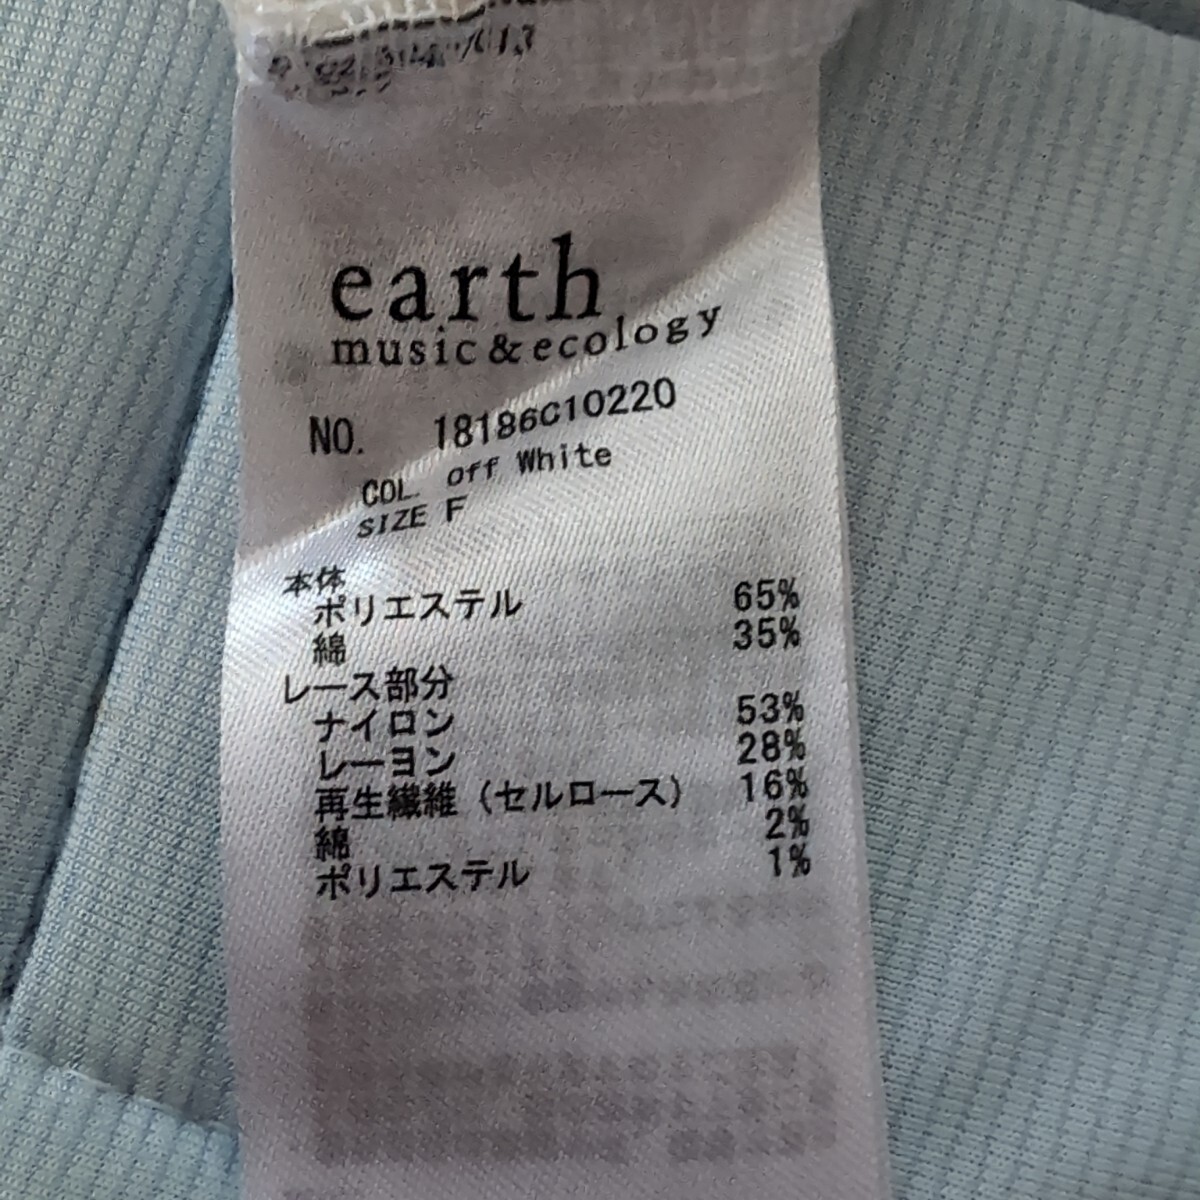 earth
music&ecology
NO. 18186C10220
COL. Off White
SIZE F
本体
ポリエステル 65%
綿 35%
レース部分
ナイロン 53%
レーヨン 28%
再生繊維（セルロース） 16%
綿 2%
ポリエステル 1%